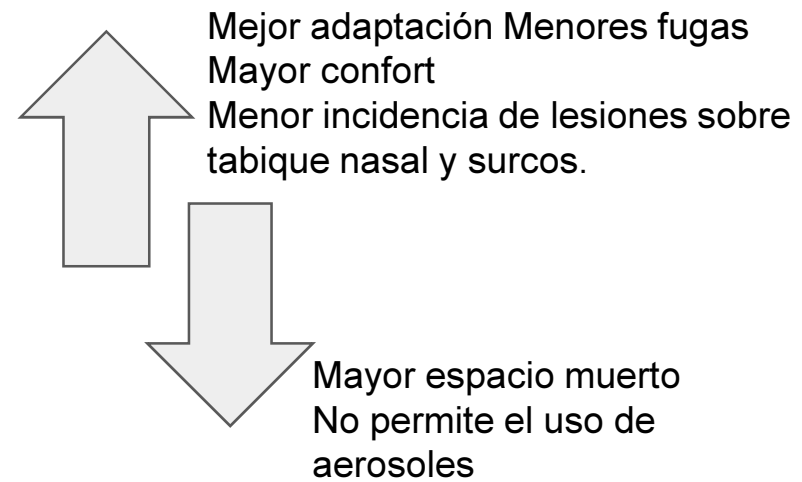 Mejor adaptación Menores fugas
Mayor confort
Menor incidencia de lesiones sobre
tabique nasal y surcos.
Mayor espacio muerto
No permite el uso de
aerosoles